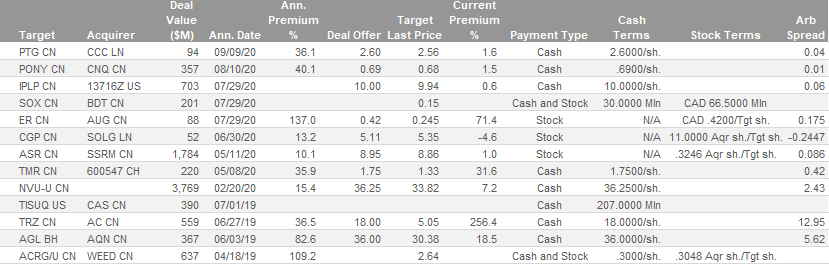 Deal Ann. Target Current
Value Premium Premium Cash Arb
Target Acquirer ($M) Ann. Date % Deal Offer Last Price % Payment Type Terms Stock Terms Spread
PTG CN CCC LN 94 09/09/20 36.1 2.60 2.56 1.6 Cash 2.6000/sh. 0.04
PONY CN CNQ CN 357 08/10/20 40.1 0.69 0.68 1.5 Cash .6900/sh. 0.01
IPLP CN 13716Z US 703 07/29/20 10.00 9.94 0.6 Cash 10.0000/sh. 0.06
SOX CN BDT CN 201 07/29/20 0.15 Cash and Stock 30.0000 Mln CAD 66.5000 Mln
ER CN AUG CN 88 07/29/20 137.0 0.42 0.245 71.4 Stock N/A CAD .4200/Tgt sh. 0.175
CGP CN SOLG LN 52 06/30/20 13.2 5.11 5.35 -4.6 Stock N/A 11.0000 Aqr sh./Tgt sh. -0.2447
ASR CN SSRM CN 1,784 05/11/20 10.1 8.95 8.86 1.0 Stock N/A .3246 Aqr sh./Tgt sh. 0.086
TMR CN 600547 CH 220 05/08/20 35.9 1.75 1.33 31.6 Cash 1.7500/sh. 0.42
NVU-U CN 3,769 02/20/20 15.4 36.25 33.82 7.2 Cash 36.2500/sh. 2.43
TISUQ US CAS CN 390 07/01/19 Cash 207.0000 Mln
TRZ CN AC CN 559 06/27/19 36.5 18.00 5.05 256.4 Cash 18.0000/sh. 12.95
AGL BH AQN CN 367 06/03/19 82.6 36.00 30.38 18.5 Cash 36.0000/sh. 5.62
ACRG/U CN WEED CN 637 04/18/19 109.2 2.64 Cash and Stock .3000/sh. .3048 Aqr sh./Tgt sh.